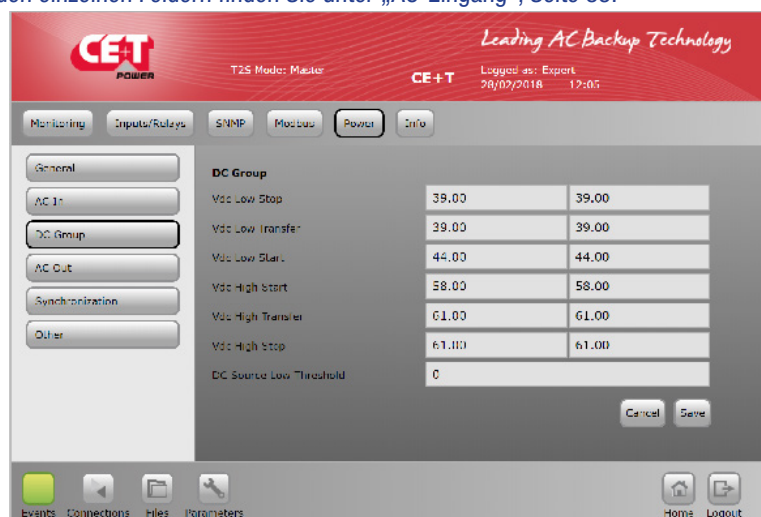 den einzelnen Feldern finden Sie unter „AC-Eingang“, Seite
CE+T
POWER
Leading AC Backup Technology
T2S Mode: Master
CE+T
Logged as: Expert
28/02/2018 12:05
Monitoring Inputs/Relays SNMP Modbus Power Info
General
AC In
DC Group
AC Out
Synchronization
Other
DC Group
Vdc Low Stop 39.00 39.00
Vdc Low Transfer 39.00 39.00
Vdc Low Start 44.00 44.00
Vdc High Start 58.00 58.00
Vdc High Transfer 61.00 61.00
Vdc High Stop 61.00 61.00
DC Source Low Threshold 0
Cancel Save
Events Connections Files Parameters Home Logout